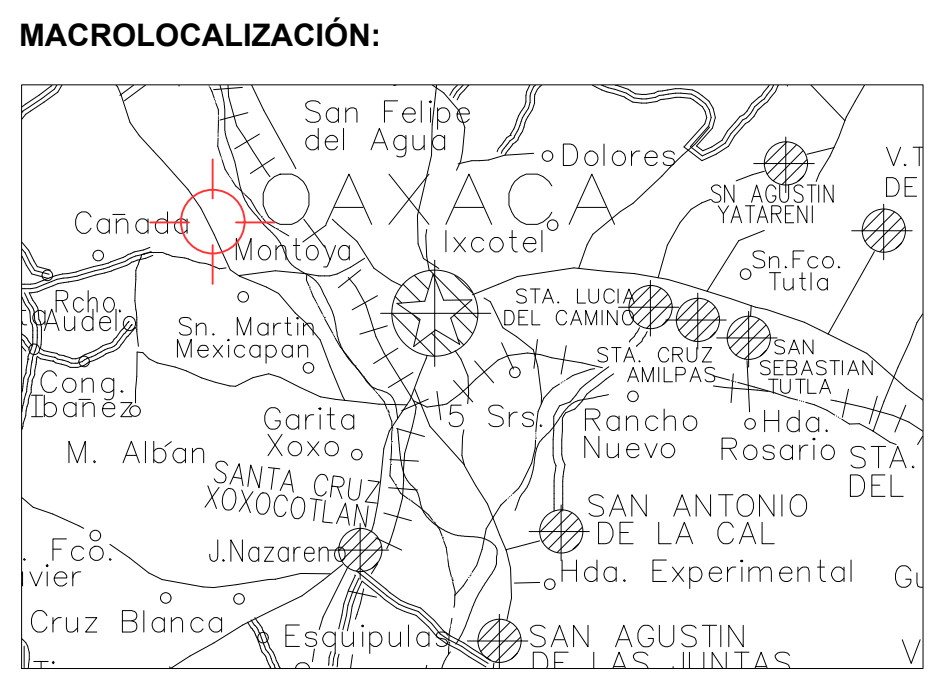 MACROLOCALIZACIÓN:
San Felipe
del Agua
Dolores
V.T
DE
OAXACA
SN AGUSTIN
YATARENI
Cañada
Montoya
Ixcotel
Sn.Fco.
Tutla
Rcho.
Audelo
STA. LUCIA
DEL CAMINO
Sn. Martin
Mexicapan
STA. CRUZ
AMILPAS
SAN
SEBASTIAN
TUTLA
Cong.
Ibañez
Garita
Xoxo
5 Srs.
Rancho
Nuevo
Hda.
Rosario
M. Albán
STA.
DEL
SANTA CRUZ
XOXOCOTLAN
SAN ANTONIO
DE LA CAL
. Fco.
J.Nazareno
Hda. Experimental
vier
Cruz Blanca
Esquipulas
SAN AGUSTIN
DE LAS JUNTAS